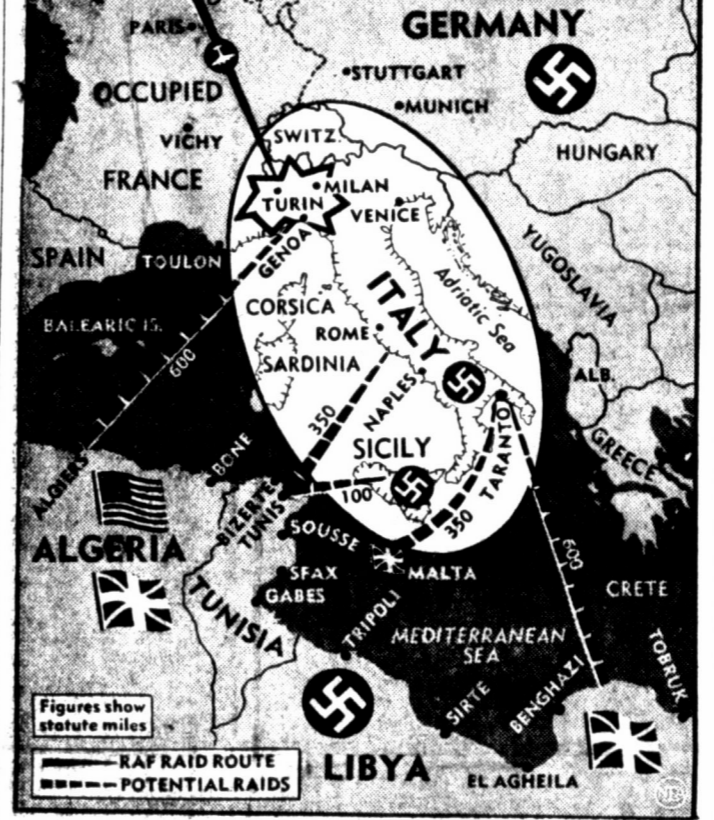 PARIS
GERMANY
STUTTGART
OCCUPIED
MUNICH
VICHY
SWITZ.
HUNGARY
FRANCE
MILAN
TURIN
VENICE
SPAIN
TOULON
GENOA
YUGOSLAVIA
Adriatic Sea
ITALY
CORSICA
BALEARIC IS.
ROME
600
SARDINIA
ALB.
NAPLES
350
GREECE
BONE
SICILY
TARANTO
ALGIERS
BIZERTE
100
TUNIS
350
SOUSSE
ALGERIA
600
SFAX
MALTA
CRETE
GABES
TUNISIA
TRIPOLI
MEDITERRANEAN
SEA
TOBRUK
SIRTE
BENGHAZI
Figures show
statute miles
RAF RAID ROUTE
POTENTIAL RAIDS
LIBYA
EL AGHEILA